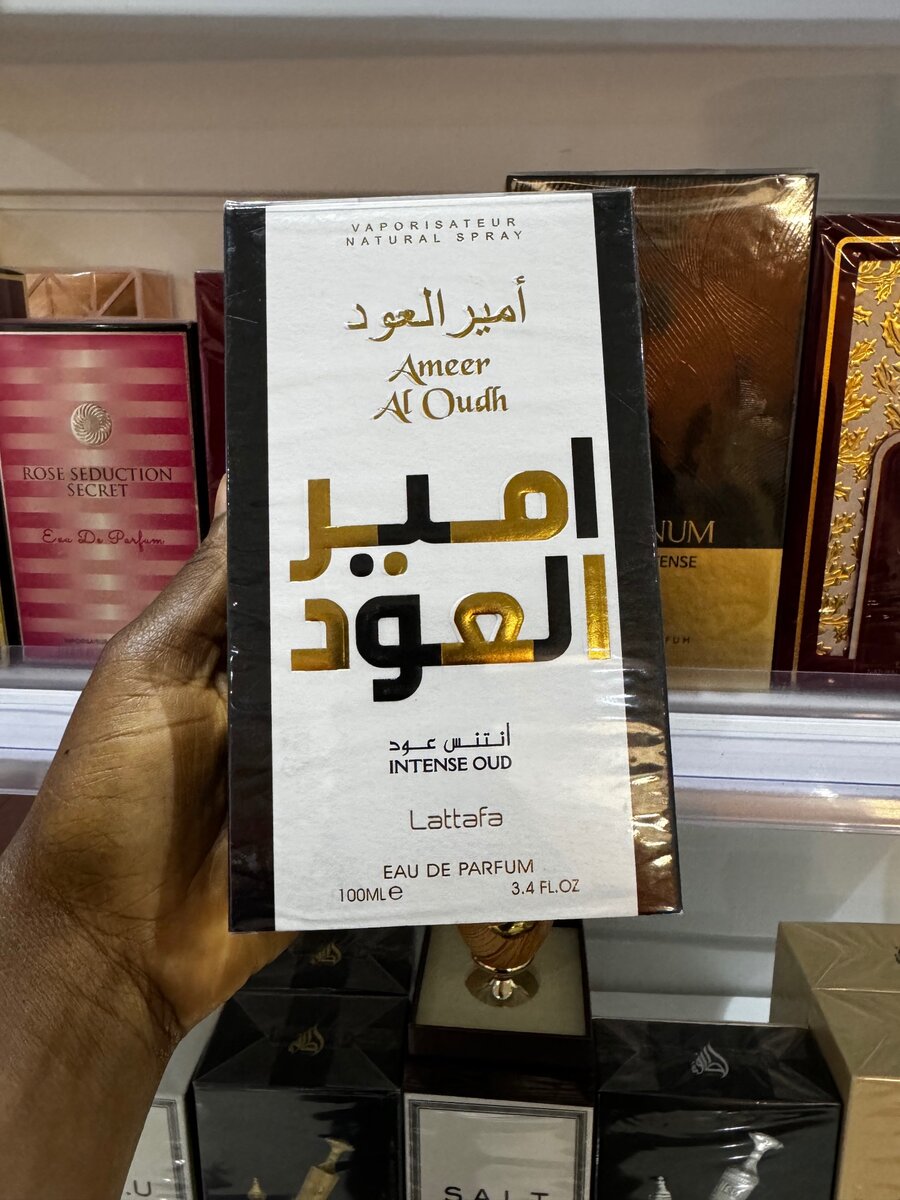 VAPORISATEUR
NATURAL SPRAY
أمير العود
Ameer
Al Oudh
امير
العود
أنتنس عود
INTENSE OUD
Lattafa
EAU DE PARFUM
100ML e 3.4 FL.OZ
ROSE SEDUCTION
SECRET
Eau De Parfum
NUM
ENSE
SALT